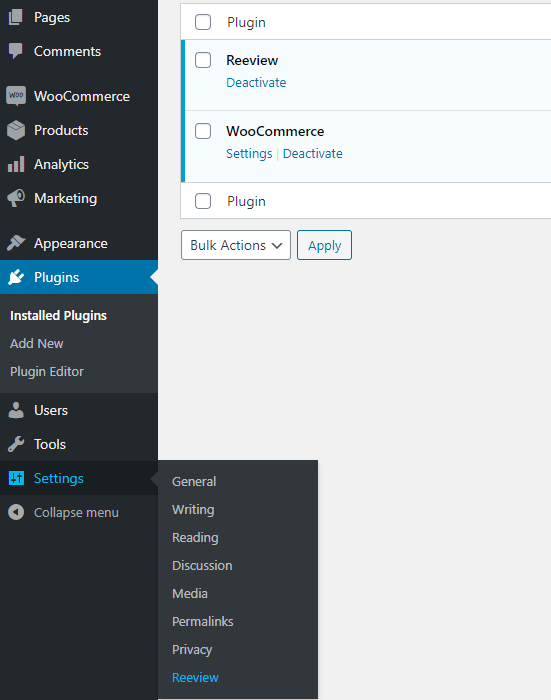 Pages
Comments
WOO
WooCommerce
Products
Analytics
Marketing
Appearance
Plugins
Installed Plugins
Add New
Plugin Editor
Users
Tools
Settings
Collapse menu
General
Writing
Reading
Discussion
Media
Permalinks
Privacy
Reeview
Plugin
Reeview
Deactivate
WooCommerce
Settings | Deactivate
Plugin
Bulk Actions
Apply